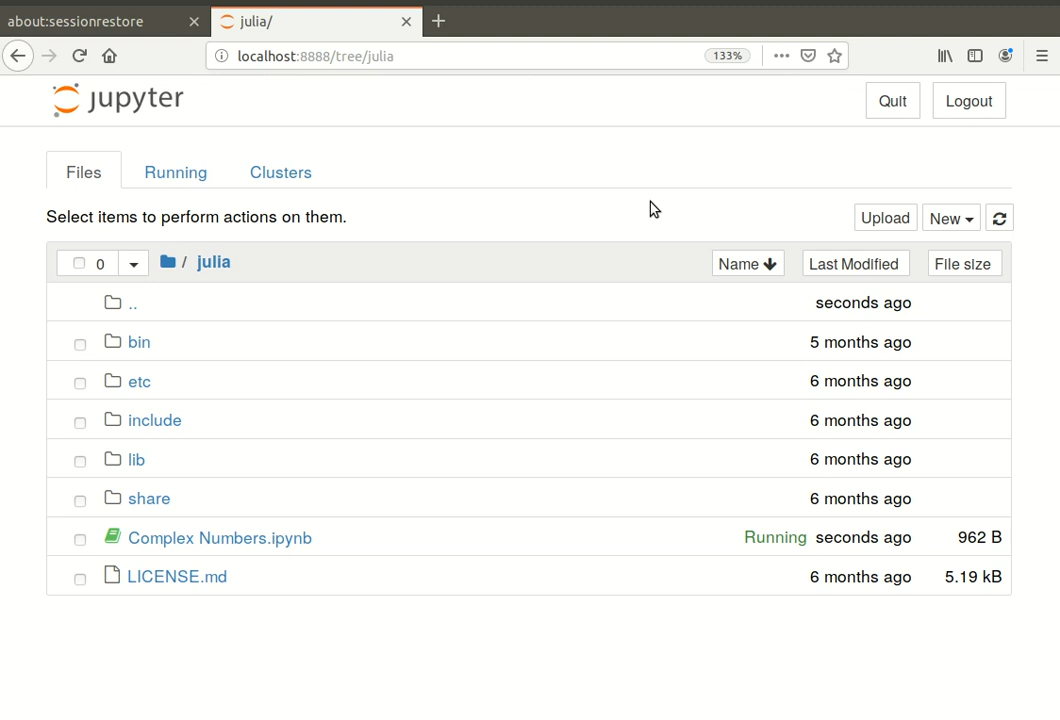 about:sessionrestore
julia/
localhost:8888/tree/julia 133%
jupyter Quit Logout
Files Running Clusters
Select items to perform actions on them. Upload New
0 / julia Name Last Modified File size
.. seconds ago
bin 5 months ago
etc 6 months ago
include 6 months ago
lib 6 months ago
share 6 months ago
Complex Numbers.ipynb Running seconds ago 962 B
LICENSE.md 6 months ago 5.19 kB